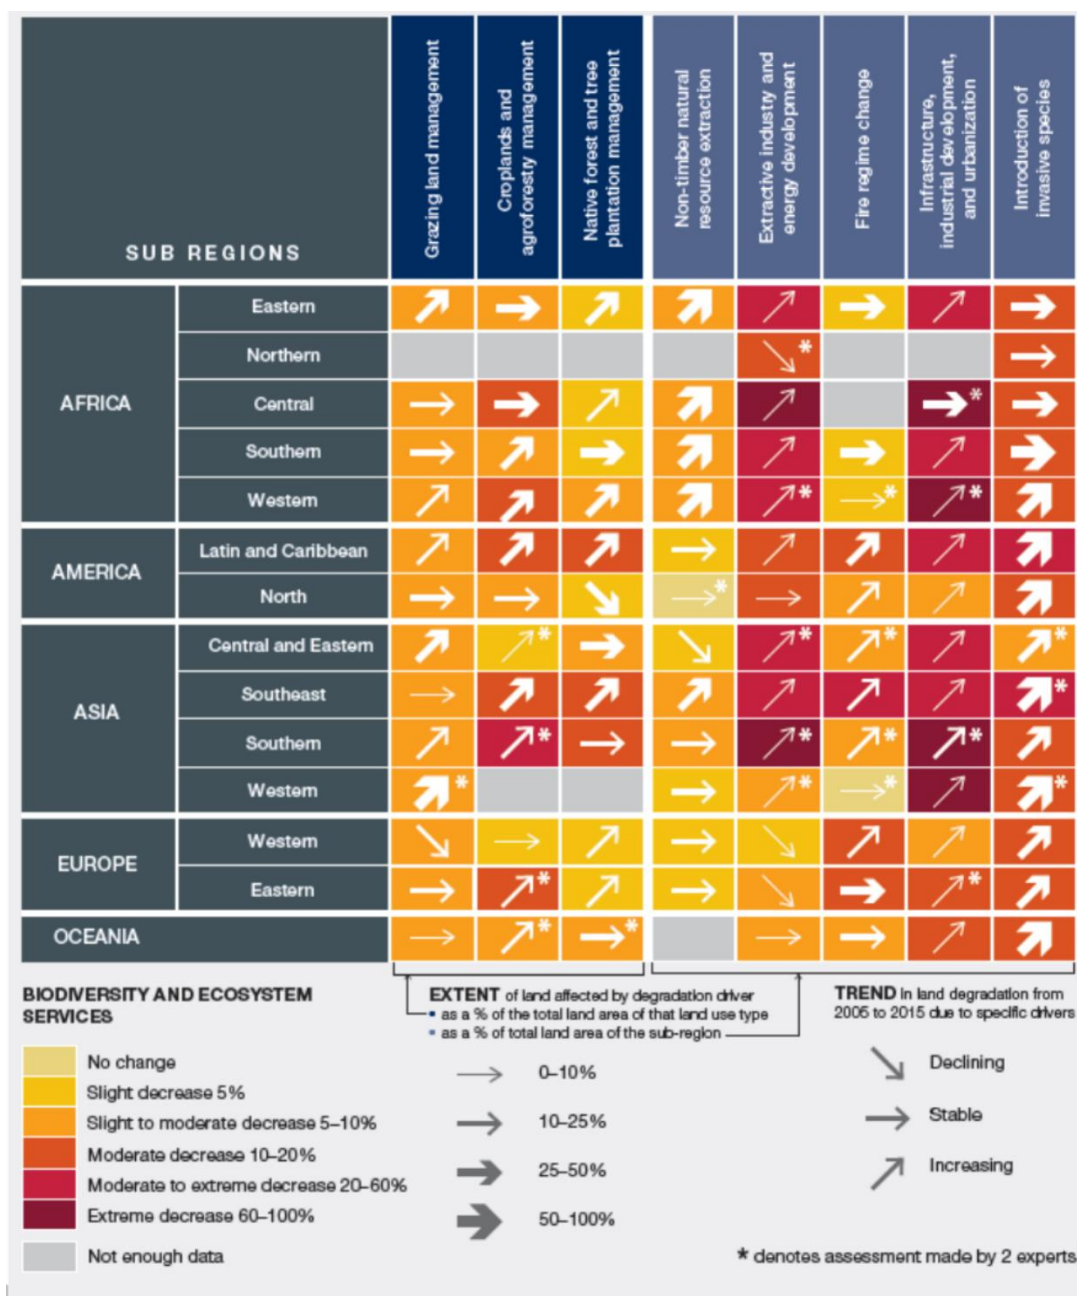 SUB REGIONS
Grazing land management
Croplands and
agroforestry management
Native forest and tree
plantation management
Non-timber natural
resource extraction
Extractive industry and
energy development
Fire regime change
Infrastructure,
industrial development,
and urbanization
Introduction of
invasive species
AFRICA
Eastern
Northern
*
Central
*
Southern
Western
* * *
AMERICA
Latin and Caribbean
North
*
ASIA
Central and Eastern
* * * *
Southeast
*
Southern
* * * *
Western
* * * *
EUROPE
Western
Eastern
* *
OCEANIA
* *
BIODIVERSITY AND ECOSYSTEM
SERVICES
No change
Slight decrease 5%
Slight to moderate decrease 5–10%
Moderate decrease 10–20%
Moderate to extreme decrease 20–60%
Extreme decrease 60–100%
Not enough data
EXTENT of land affected by degradation driver
• as a % of the total land area of that land use type
• as a % of total land area of the sub-region
0–10%
10–25%
25–50%
50–100%
TREND in land degradation from
2005 to 2015 due to specific drivers
Declining
Stable
Increasing
* denotes assessment made by 2 experts